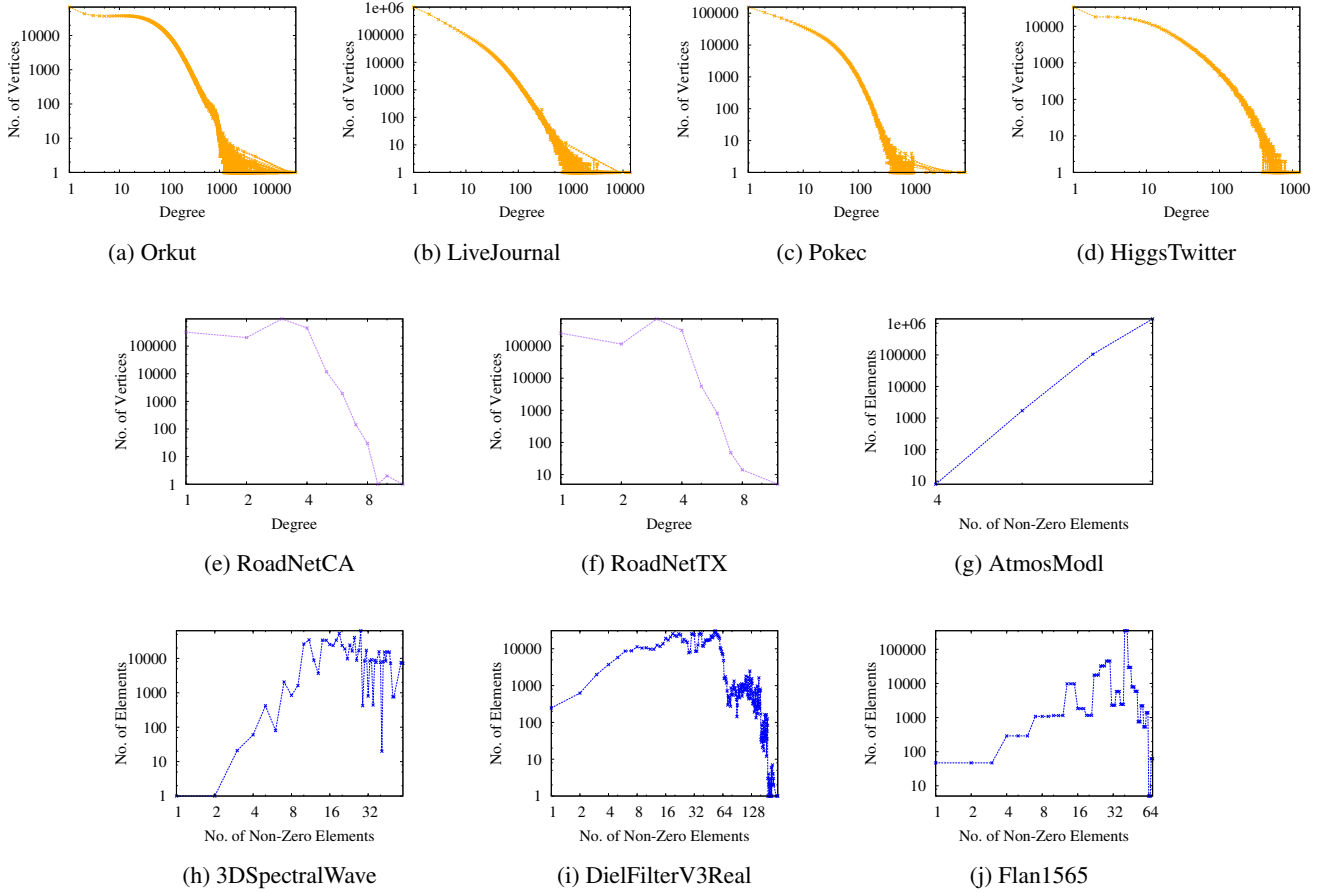 No. of Vertices
10000
1000
100
10
1
1 10 100 1000 10000
Degree
(a) Orkut
No. of Vertices
1e+06
100000
10000
1000
100
10
1
1 10 100 1000 10000
Degree
(b) LiveJournal
No. of Vertices
100000
10000
1000
100
10
1
1 10 100 1000
Degree
(c) Pokec
No. of Vertices
10000
1000
100
10
1
1 10 100 1000
Degree
(d) HiggsTwitter
No. of Vertices
100000
10000
1000
100
10
1
1 2 4 8
Degree
(e) RoadNetCA
No. of Vertices
100000
10000
1000
100
10
1 2 4 8
Degree
(f) RoadNetTX
No. of Elements
1e+06
100000
10000
1000
100
10
4
No. of Non-Zero Elements
(g) AtmosModl
No. of Elements
10000
1000
100
10
1
1 2 4 8 16 32
No. of Non-Zero Elements
(h) 3DSpectralWave
No. of Elements
10000
1000
100
10
1
1 2 4 8 16 32 64 128
No. of Non-Zero Elements
(i) DielFilterV3Real
No. of Elements
100000
10000
1000
100
10
1 2 4 8 16 32 64
No. of Non-Zero Elements
(j) Flan1565